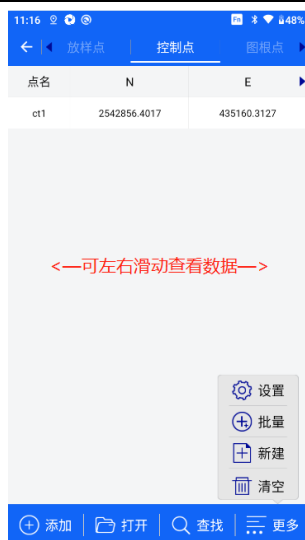 11:16 48%
放样点 控制点 图根点
点名 N E
ct1 2542856.4017 435160.3127
<—可左右滑动查看数据—>
设置
批量
新建
清空
添加 打开 查找 更多